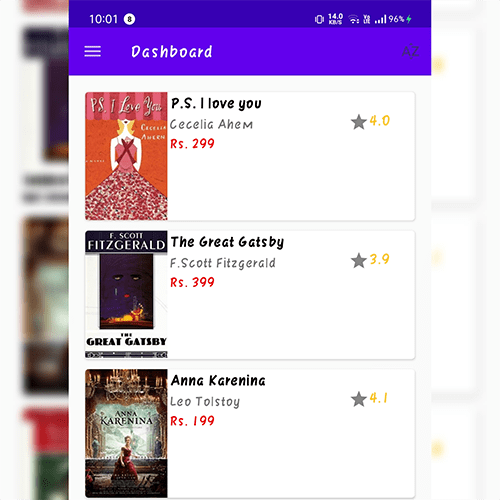 10:01 8 14.0 KB/S 96%
Dashboard
P.S. I Love You
CECELIA AHERN
P.S. I love you
Cecelia Ahern
4.0
Rs. 299
F. SCOTT FITZGERALD
THE GREAT GATSBY
The Great Gatsby
F.Scott Fitzgerald
3.9
Rs. 399
ANNA KARENINA
Anna Karenina
Leo Tolstoy
4.1
Rs. 199